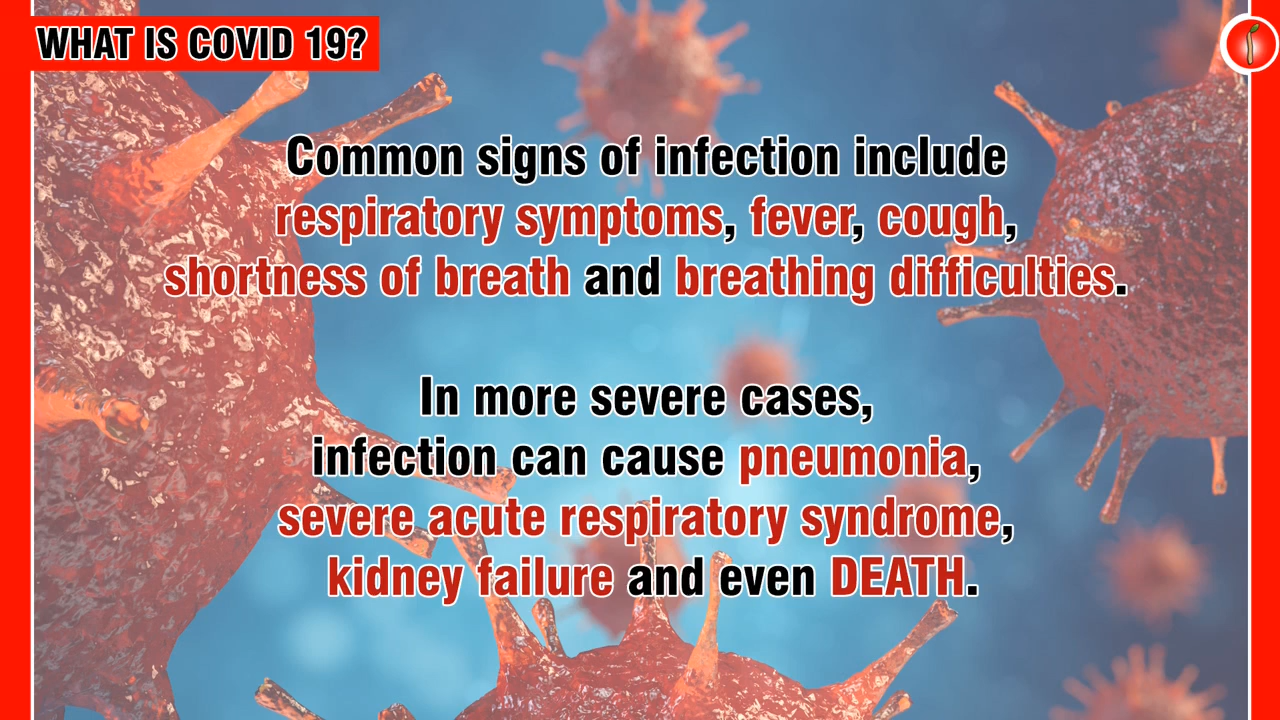 WHAT IS COVID 19?
Common signs of infection include
respiratory symptoms, fever, cough,
shortness of breath and breathing difficulties.
In more severe cases,
infection can cause pneumonia,
severe acute respiratory syndrome,
kidney failure and even DEATH.